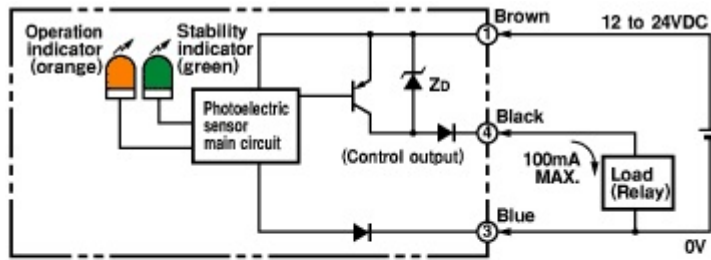 Operation
indicator
(orange)
Stability
indicator
(green)
Brown
1
12 to 24VDC
ZD
Photoelectric
sensor
main circuit
Black
4
(Control output)
100mA
MAX.
Load
(Relay)
Blue
3
0V